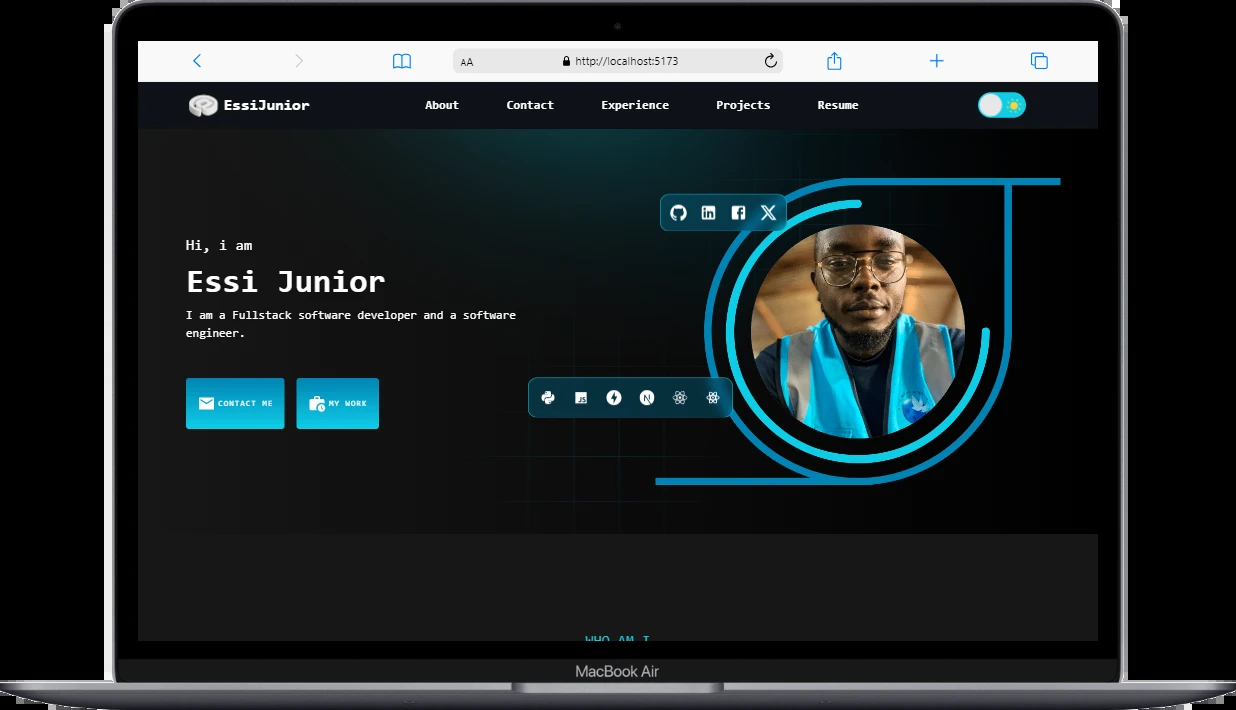 AA http://localhost:5173
EssiJunior About Contact Experience Projects Resume
Hi, i am
Essi Junior
I am a Fullstack software developer and a software
engineer.
CONTACT ME MY WORK
JS
N
WHO AM I
MacBook Air